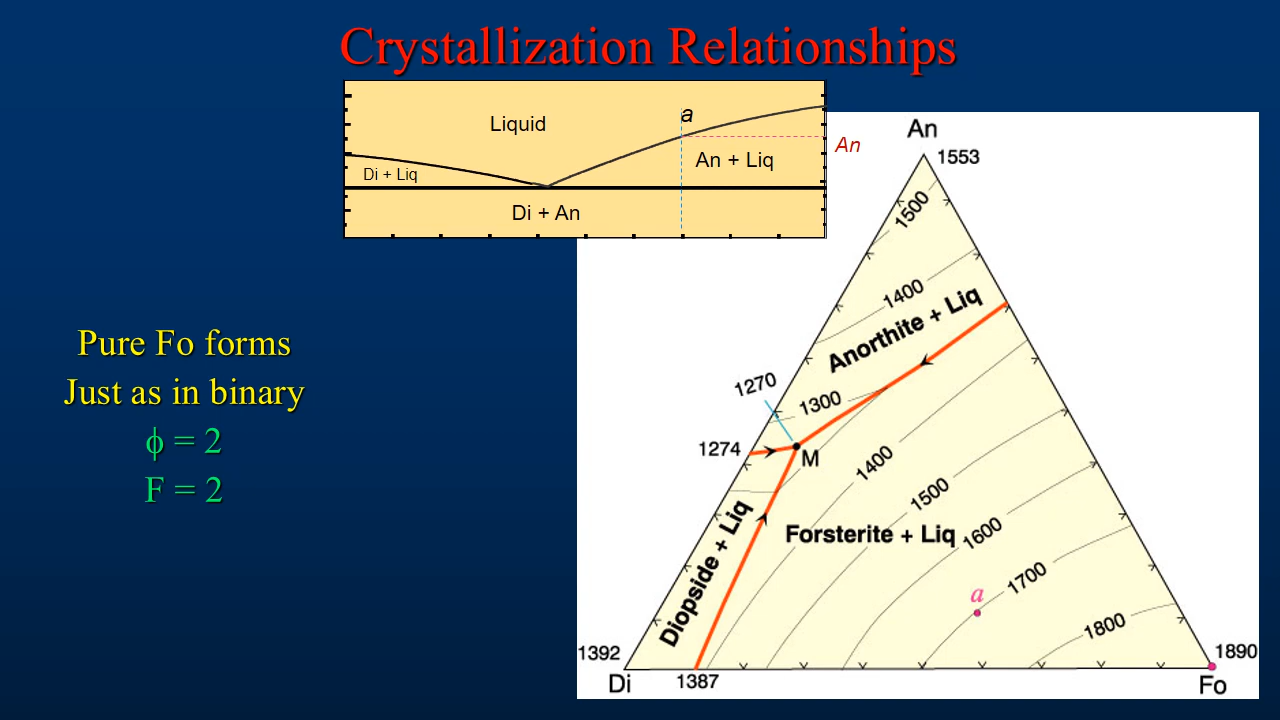 Crystallization Relationships
a
Liquid
An
An + Liq
Di + Liq
Di + An
Pure Fo forms
Just as in binary
ϕ = 2
F = 2
An
1553
1500
1400
Anorthite + Liq
1270
1300
1274
M
1400
1500
Diopside + Liq
Forsterite + Liq
1600
1700
a
1800
1392
1890
Di
1387
Fo